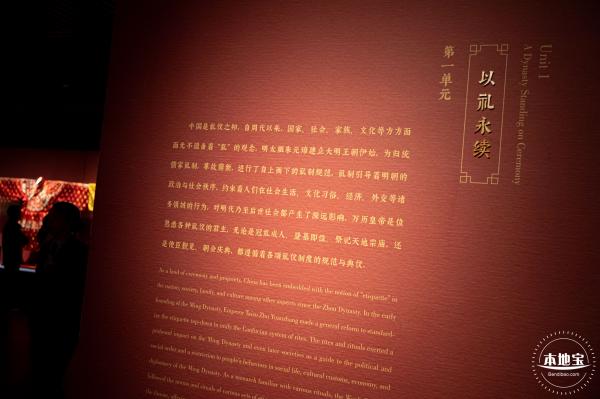 Unit 1
A Dynasty Standing on Ceremony
以礼永续
第一单元
中国是礼仪之邦，自周代以来，国家、社会、家族、文化等方方面
面无不蕴含着“礼”的观念。明太祖朱元璋建立大明王朝伊始，为归统
儒家礼制，革故鼎新，进行了自上而下的礼制规范。礼制引导着明朝的
政治与社会秩序，约束着人们在社会生活、文化习俗、经济、外交等诸
多领域的行为，对明代乃至后世社会都产生了深远影响。万历皇帝是位
熟悉各种礼仪的君主，无论是冠礼成人、登基即位、祭祀天地宗庙，还
是使臣觐见、朝会庆典，都遵循着各项礼仪制度的规范与典仪。
As a land of ceremony and propriety, China has been embedded with the notion of "etiquette" in
the nation, society, family, and culture among other aspects since the Zhou Dynasty. In the early
founding of the Ming Dynasty, Emperor Taizu Zhu Yuanzhang made a general reform to standard-
ize the etiquette top-down to unify the Confucian system of rites. The rites and rituals exerted a
profound impact on the Ming Dynasty and even later societies as a guide to the political and
social order and a restriction to people's behaviors in social life, cultural customs, economy, and
diplomacy of the Ming Dynasty. As a monarch familiar with various rituals, the
followed the norms and rituals of various sets of
本地宝
Bendibao.com